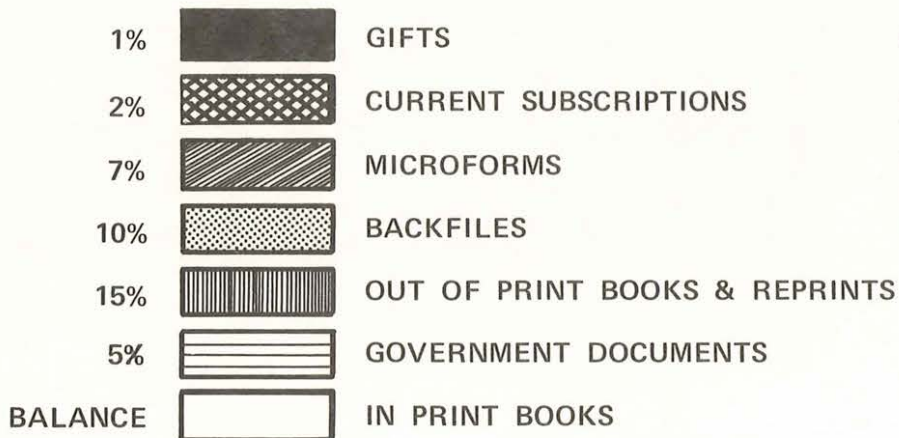 1% GIFTS
2% CURRENT SUBSCRIPTIONS
7% MICROFORMS
10% BACKFILES
15% OUT OF PRINT BOOKS & REPRINTS
5% GOVERNMENT DOCUMENTS
BALANCE IN PRINT BOOKS